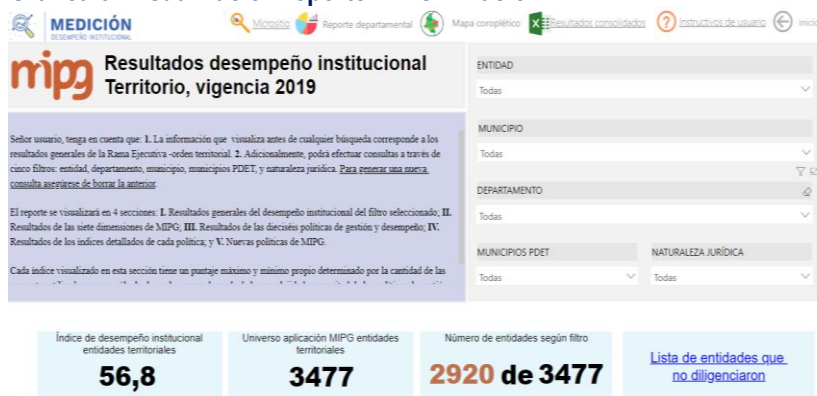 MEDICIÓN
DESEMPEÑO INSTITUCIONAL
Micrositio
Reporte departamental
Mapa coroplético
Resultados consolidados
Instructivos de usuario
inicio
mipg
Resultados desempeño institucional
Territorio, vigencia 2019
Señor usuario, tenga en cuenta que: 1. La información que visualiza antes de cualquier búsqueda corresponde a los
resultados generales de la Rama Ejecutiva -orden territorial. 2. Adicionalmente, podrá efectuar consultas a través de
cinco filtros: entidad, departamento, municipio, municipios PDET, y naturaleza jurídica. Para generar una nueva
consulta asegúrese de borrar la anterior.
El reporte se visualizará en 4 secciones: I. Resultados generales del desempeño institucional del filtro seleccionado; II.
Resultados de las siete dimensiones de MIPG; III. Resultados de las dieciséis políticas de gestión y desempeño; IV.
Resultados de los índices detallados de cada política; y V. Nuevas políticas de MIPG.
Cada índice visualizado en esta sección tiene un puntaje máximo y mínimo propio determinado por la cantidad de las
ENTIDAD
Todas
MUNICIPIO
Todas
DEPARTAMENTO
Todas
MUNICIPIOS PDET
Todas
NATURALEZA JURÍDICA
Todas
Índice de desempeño institucional
entidades territoriales
56,8
Universo aplicación MIPG entidades
territoriales
3477
Número de entidades según filtro
2920 de 3477
Lista de entidades que
no diligenciaron